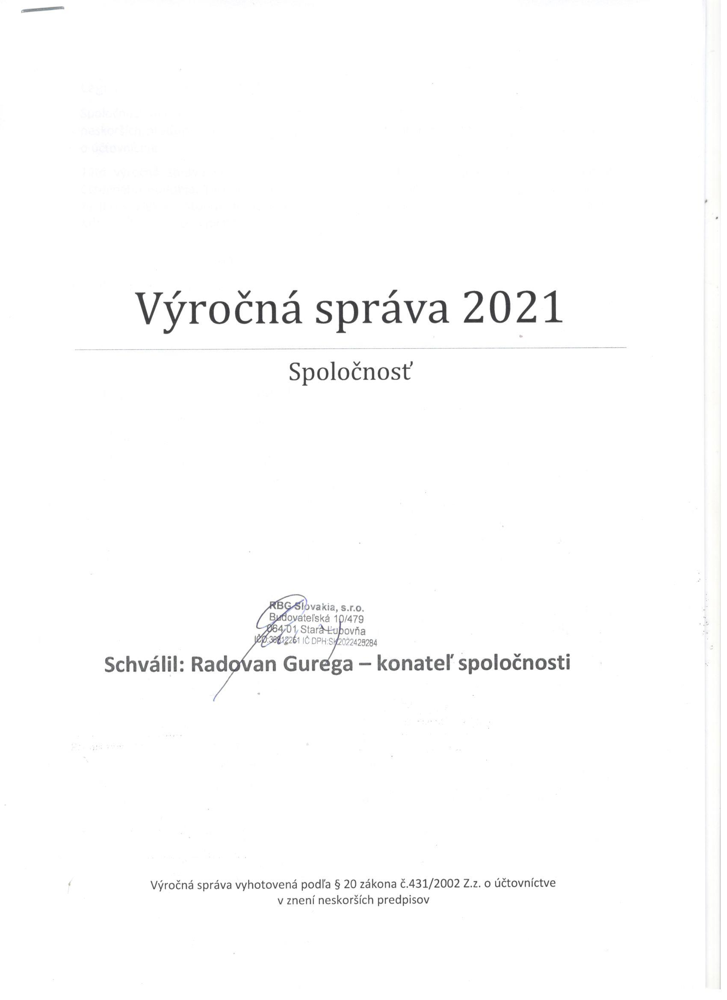 Výročná správa 2021
Spoločnosť
RBG Slovakia, s.r.o.
Budovateľská 10/479
064 01 Stará Ľubovňa
IČO:36812261 IČ DPH:SK2022425284
Schválil: Radovan Gurega – konateľ spoločnosti
Výročná správa vyhotovená podľa § 20 zákona č.431/2002 Z.z. o účtovníctve
v znení neskorších predpisov